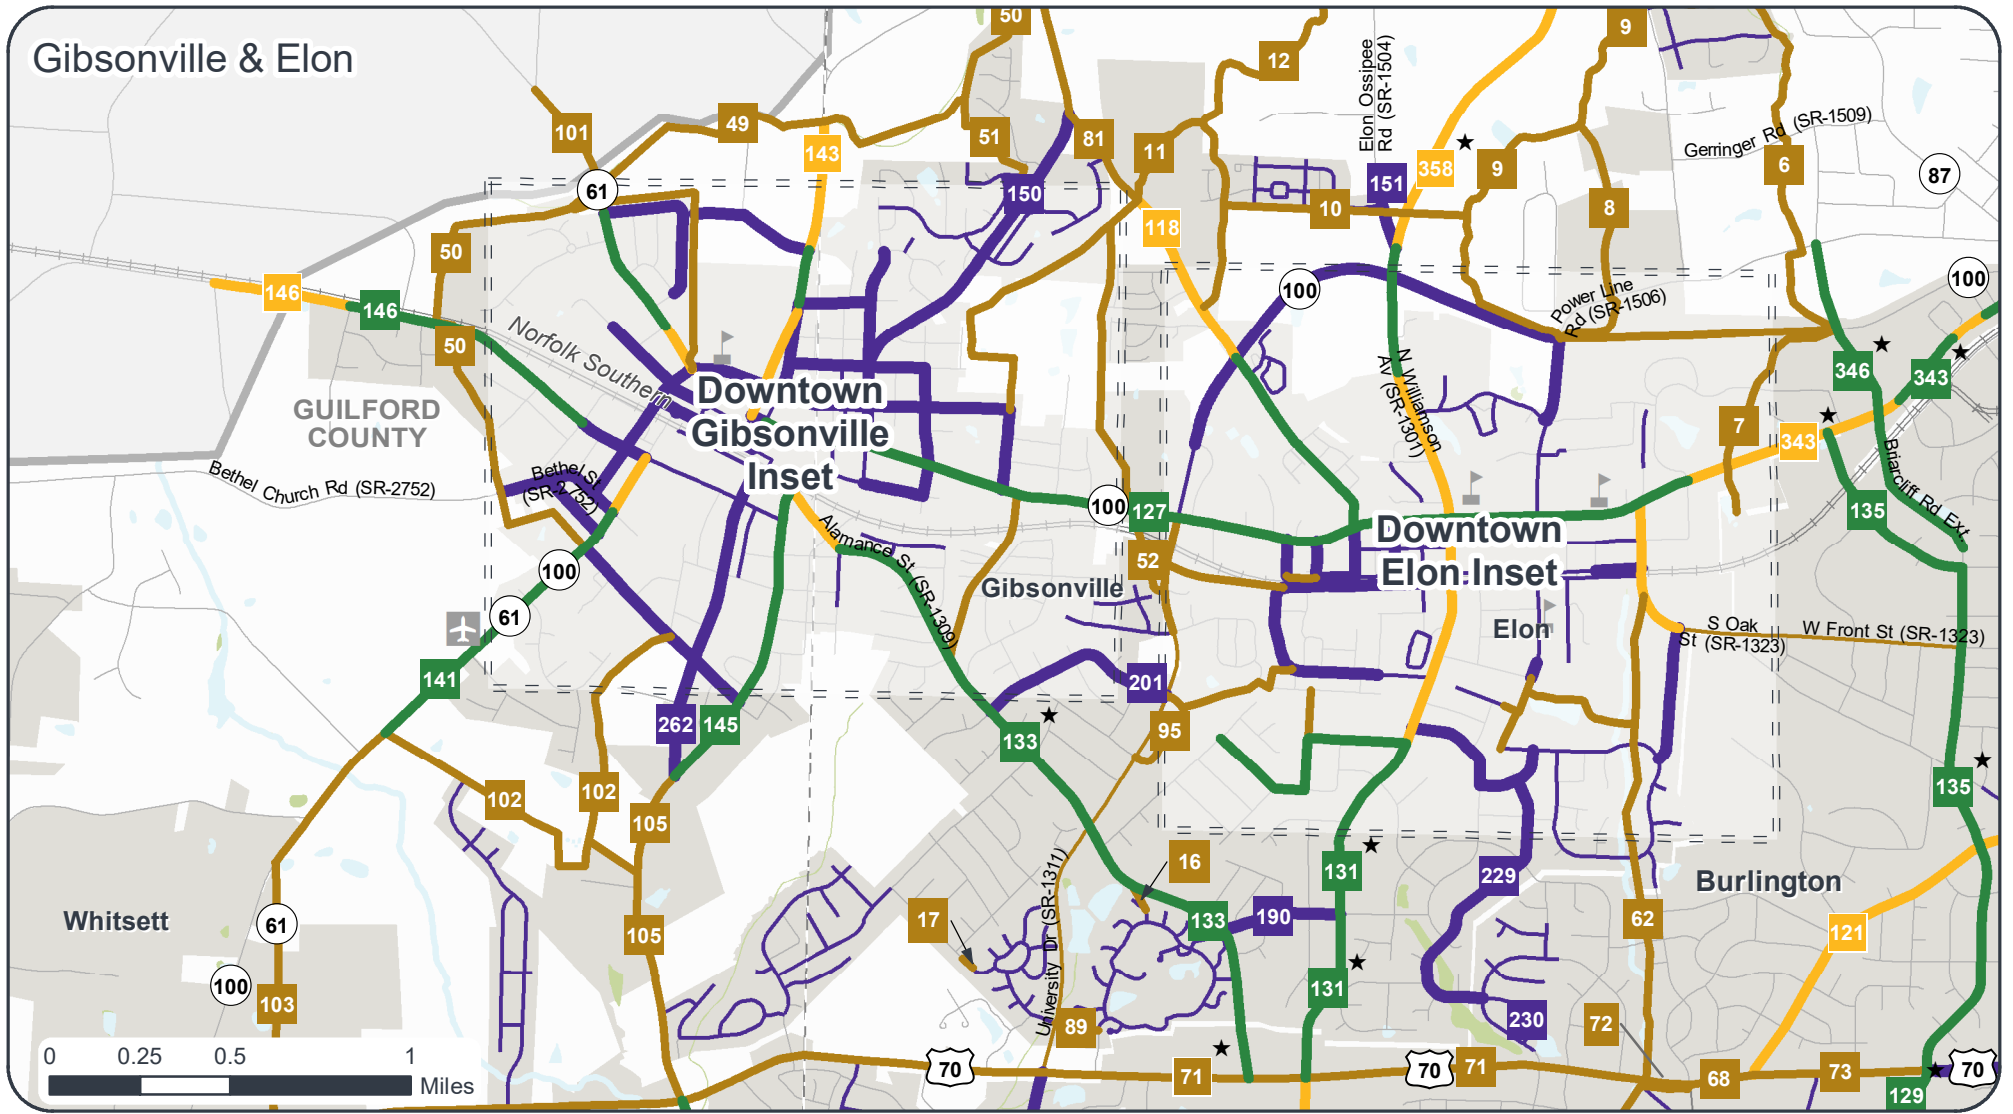 Gibsonville & Elon
50
9
12
Elon Ossipee
Rd (SR-1504)
101
49
143
51
81
11
358
9
Gerringer Rd (SR-1509)
6
87
61
150
151
10
8
118
50
146
146
100
100
Power Line
Rd (SR-1506)
50
Norfolk Southern
N Williamson
Av (SR-1301)
346
343
Downtown
Gibsonville
Inset
GUILFORD
COUNTY
7
343
Bethel Church Rd (SR-2752)
Bethel St
(SR-2752)
Briarcliff Rd Ext.
100
127
135
Alamance St (SR-1309)
Downtown
Elon Inset
52
100
Gibsonville
61
Elon
S Oak
St (SR-1323)
W Front St (SR-1323)
141
201
262
145
133
95
102
102
105
135
16
131
229
Burlington
University Dr (SR-1311)
17
133
190
62
121
Whitsett
61
105
100
103
131
230
72
89
0 0.25 0.5 1
Miles
70
71
70
71
68
73
70
129